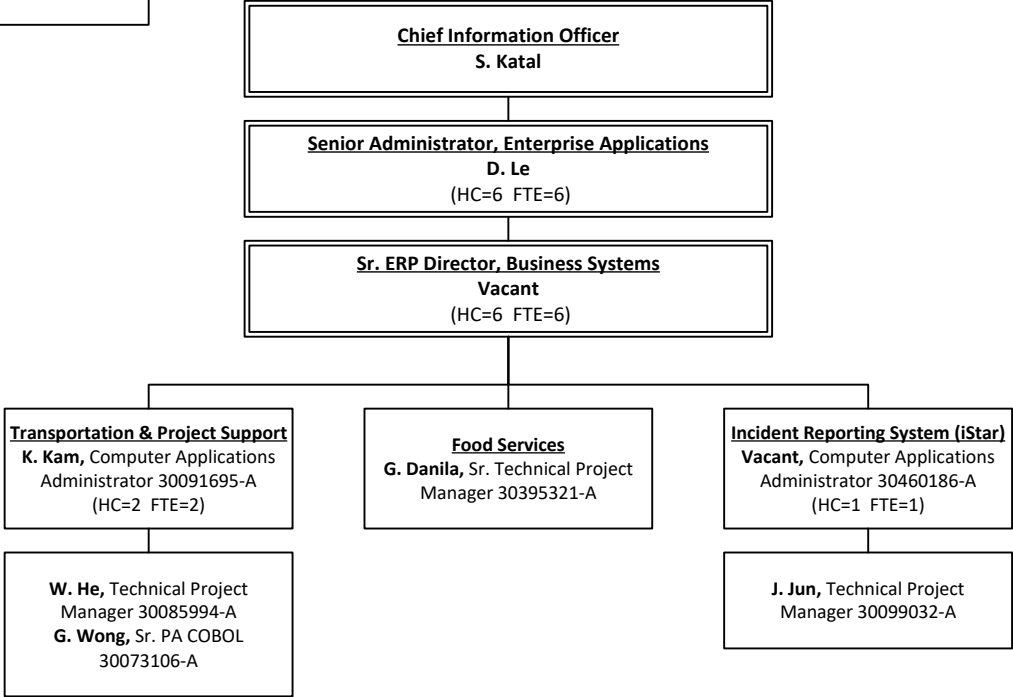 Chief Information Officer
S. Katal
Senior Administrator, Enterprise Applications
D. Le
(HC=6 FTE=6)
Sr. ERP Director, Business Systems
Vacant
(HC=6 FTE=6)
Transportation & Project Support
K. Kam, Computer Applications
Administrator 30091695-A
(HC=2 FTE=2)
Food Services
G. Danila, Sr. Technical Project
Manager 30395321-A
Incident Reporting System (iStar)
Vacant, Computer Applications
Administrator 30460186-A
(HC=1 FTE=1)
W. He, Technical Project
Manager 30085994-A
G. Wong, Sr. PA COBOL
30073106-A
J. Jun, Technical Project
Manager 30099032-A